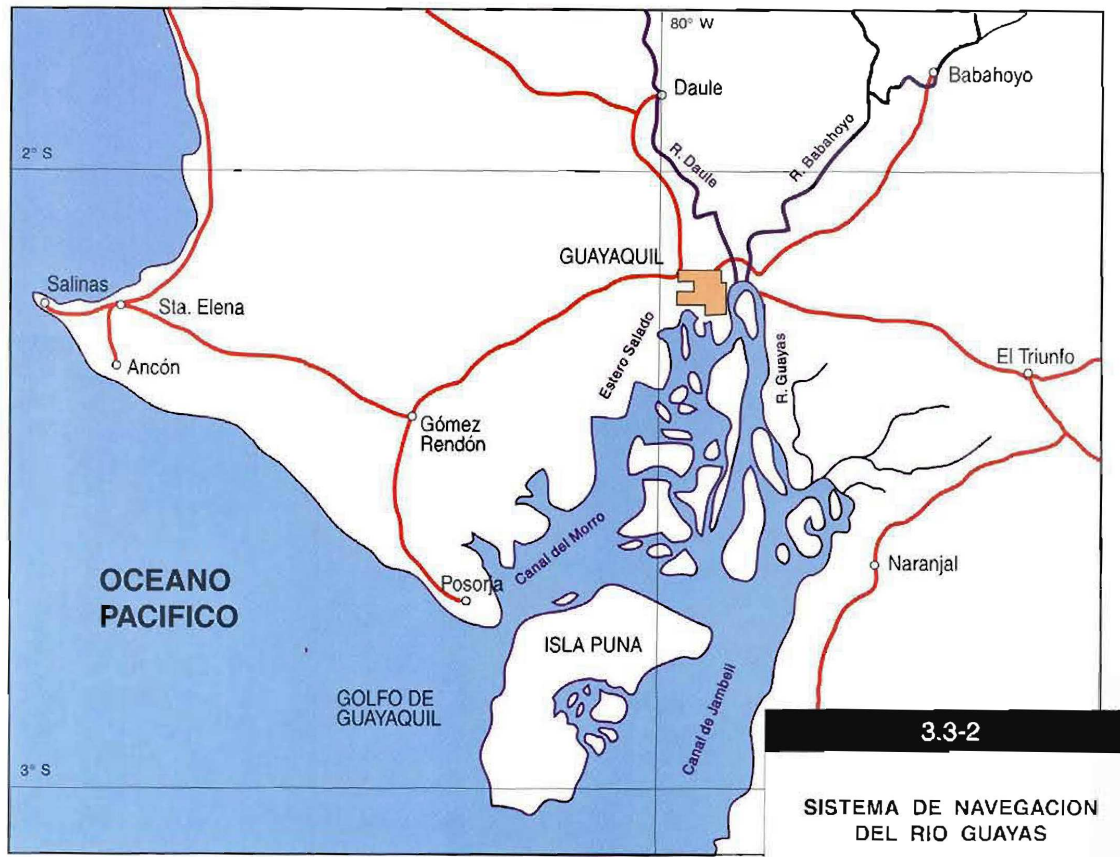 80° W
Daule
Babahoyo
2° S
R. Daule
R. Babahoyo
GUAYAQUIL
Salinas
Sta. Elena
Estero Salado
R. Guayas
El Triunfo
Ancón
Gómez
Rendón
Canal del Morro
Naranjal
OCEANO
PACIFICO
Posorja
ISLA PUNA
GOLFO DE
GUAYAQUIL
Canal de Jambelí
3.3-2
3° S
SISTEMA DE NAVEGACION
DEL RIO GUAYAS